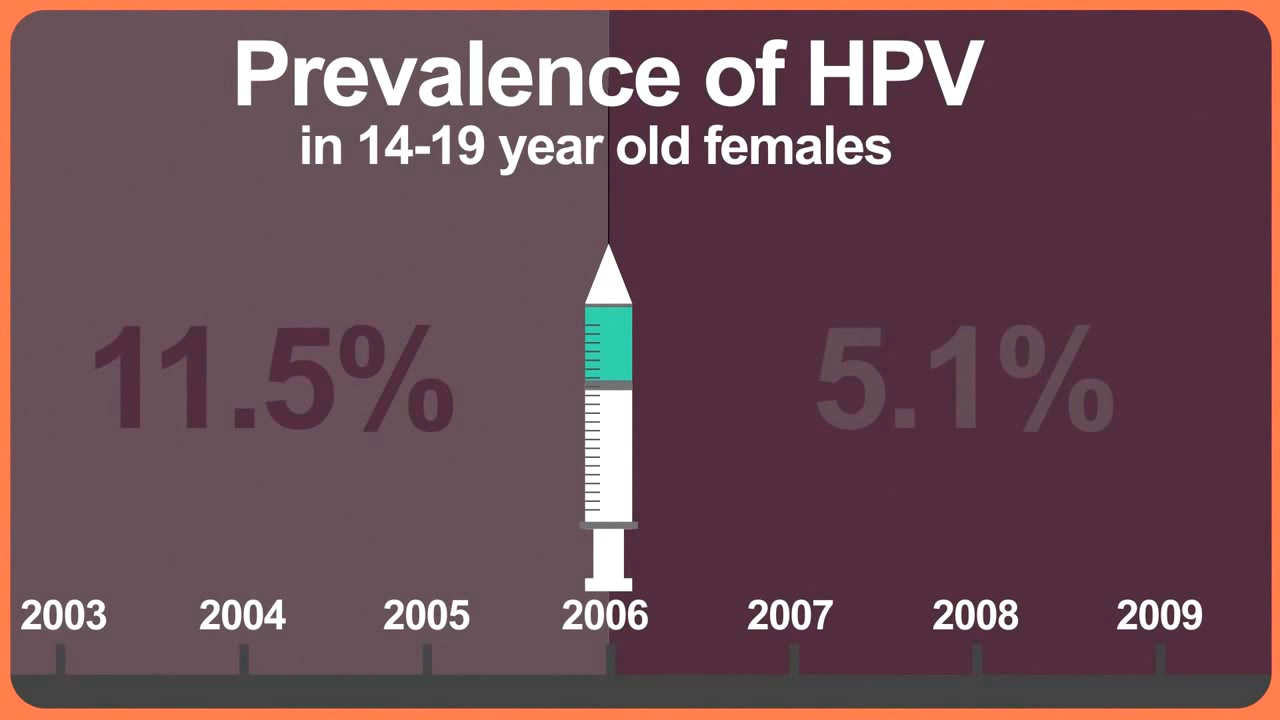 Prevalence of HPV
in 14-19 year old females
11.5%
5.1%
2003 2004 2005 2006 2007 2008 2009